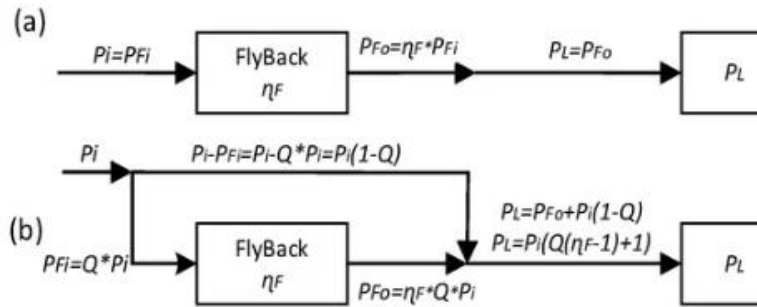 (a)
Pi=PFi
FlyBack
ηF
PFo=ηF*PFi
PL=PFo
PL
Pi
Pi-PFi=Pi-Q*Pi=Pi(1-Q)
(b)
PFi=Q*Pi
FlyBack
ηF
PFo=ηF*Q*Pi
PL=PFo+Pi(1-Q)
PL=Pi(Q(ηF-1)+1)
PL